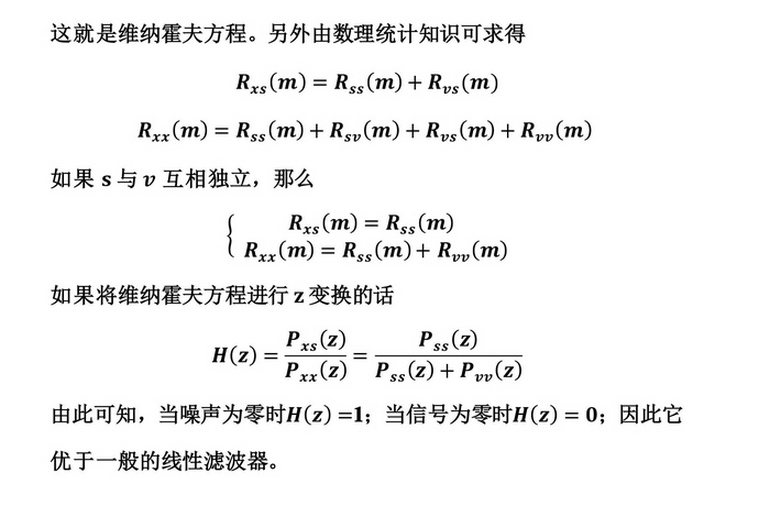 这就是维纳霍夫方程。另外由数理统计知识可求得
R_{xs}(m) = R_{ss}(m) + R_{vs}(m)
R_{xx}(m) = R_{ss}(m) + R_{sv}(m) + R_{vs}(m) + R_{vv}(m)
如果 s 与 v 互相独立，那么
{ R_{xs}(m) = R_{ss}(m)
R_{xx}(m) = R_{ss}(m) + R_{vv}(m)
如果将维纳霍夫方程进行 z 变换的话
H(z) = \frac{P_{xs}(z)}{P_{xx}(z)} = \frac{P_{ss}(z)}{P_{ss}(z) + P_{vv}(z)}
由此可知，当噪声为零时H(z) =1；当信号为零时H(z) = 0；因此它
优于一般的线性滤波器。